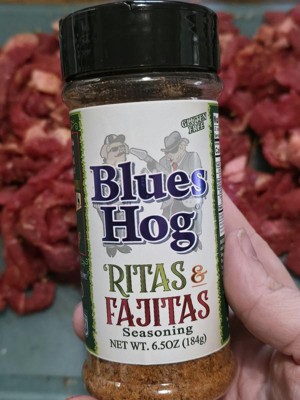 GLUTEN
FREE
Blues
Hog
RITAS &
FAJITAS
Seasoning
NET WT. 6.5OZ (184g)